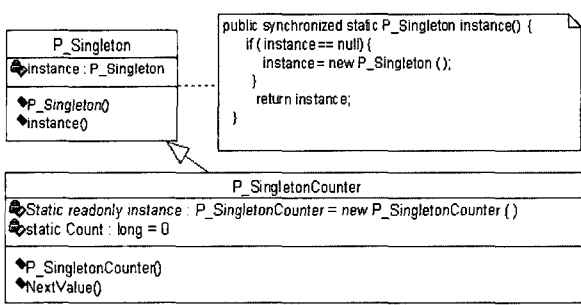 P_Singleton
instance : P_Singleton
P_Singleton()
instance()
public synchronized static P_Singleton instance() {
if ( instance == null) {
instance = new P_Singleton ();
}
return instance;
}
P_SingletonCounter
Static readonly instance : P_SingletonCounter = new P_SingletonCounter ()
static Count : long = 0
P_SingletonCounter()
NextValue()